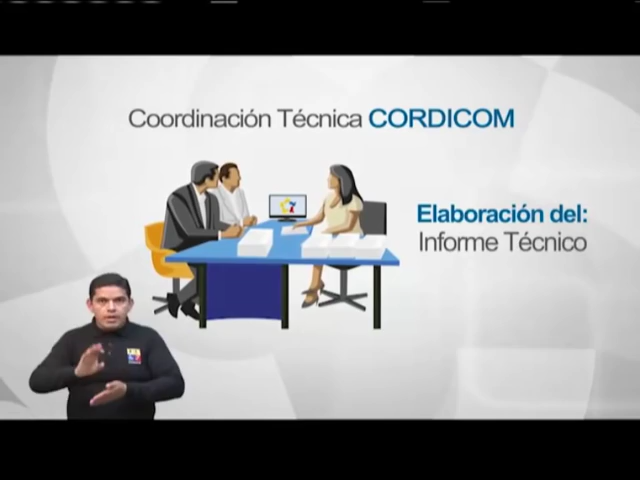 Coordinación Técnica CORDICOM
Elaboración del:
Informe Técnico